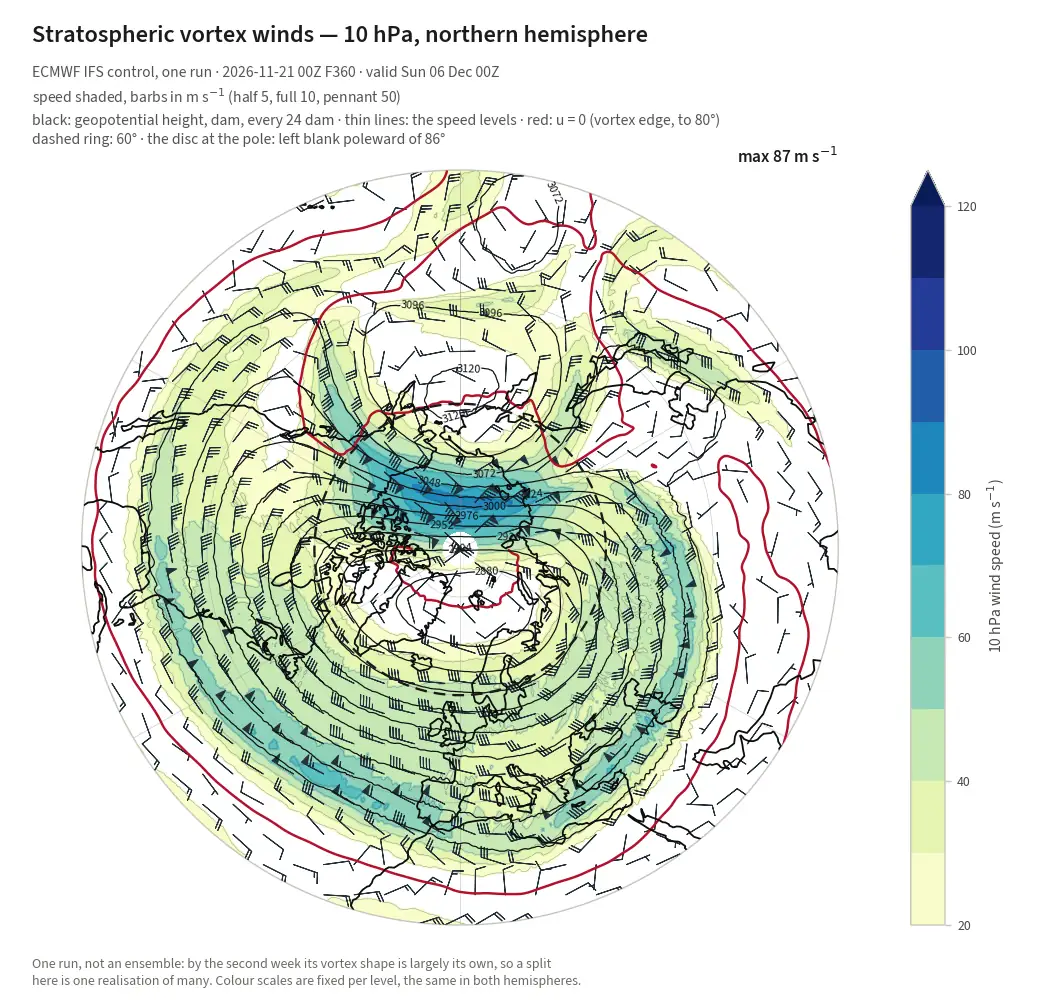 Stratospheric vortex winds — 10 hPa, northern hemisphere
ECMWF IFS control, one run · 2026-11-21 00Z F360 · valid Sun 06 Dec 00Z
speed shaded, barbs in m s⁻¹ (half 5, full 10, pennant 50)
black: geopotential height, dam, every 24 dam · thin lines: the speed levels · red: u = 0 (vortex edge, to 80°)
dashed ring: 60° · the disc at the pole: left blank poleward of 86°
max 87 m s⁻¹
3072
3096
3096
3120
3072
3048
3000
2976
2952
2880
120
100
80
60
40
20
10 hPa wind speed (m s⁻¹)
One run, not an ensemble: by the second week its vortex shape is largely its own, so a split
here is one realisation of many. Colour scales are fixed per level, the same in both hemispheres.